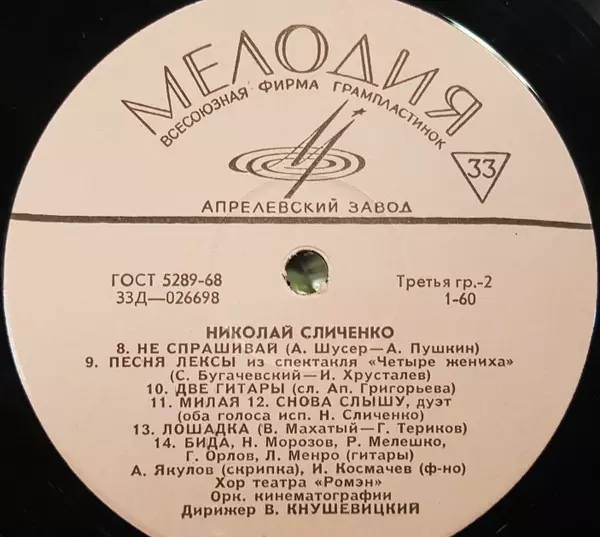 МЕЛОДИЯ
ВСЕСОЮЗНАЯ ФИРМА ГРАМПЛАСТИНОК
33
АПРЕЛЕВСКИЙ ЗАВОД
ГОСТ 5289-68
Третья гр.-2
33Д—026698
1-60
НИКОЛАЙ СЛИЧЕНКО
8. НЕ СПРАШИВАЙ (А. Шусер—А. Пушкин)
9. ПЕСНЯ ЛЕКСЫ из спектакля «Четыре жениха»
(С. Бугачевский—И. Хрусталев)
10. ДВЕ ГИТАРЫ (сл. Ап. Григорьева)
11. МИЛАЯ 12. СНОВА СЛЫШУ, дуэт
(оба голоса исп. Н. Сличенко)
13. ЛОШАДКА (В. Махатый—Г. Териков)
14. БИДА, Н. Морозов, Р. Мелешко,
Г. Орлов, Л. Менро (гитары)
А. Якулов (скрипка), И. Космачев (ф-но)
Хор театра «Ромэн»
Орк. кинематографии
Дирижер В. КНУШЕВИЦКИЙ